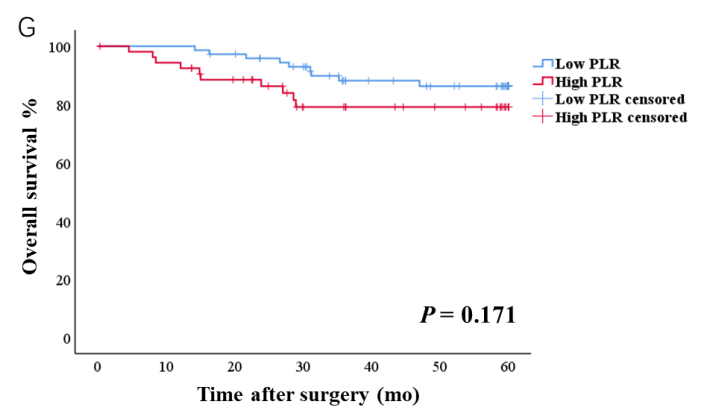 G
Overall survival %
100
80
60
40
20
0
Low PLR
High PLR
Low PLR censored
High PLR censored
P = 0.171
0 10 20 30 40 50 60
Time after surgery (mo)